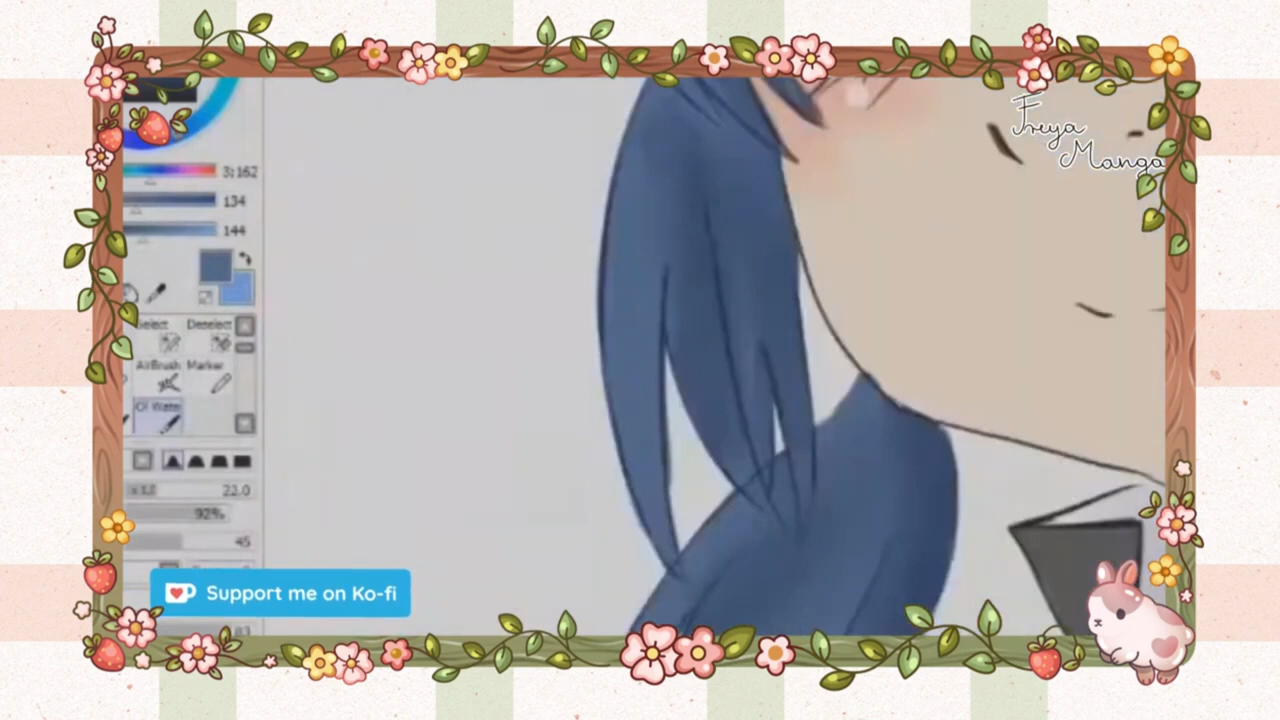 Freya
Manga
3:162
134
144
Select Deselect
AirBrush Marker
Wate
22.0
92%
45
Support me on Ko-fi